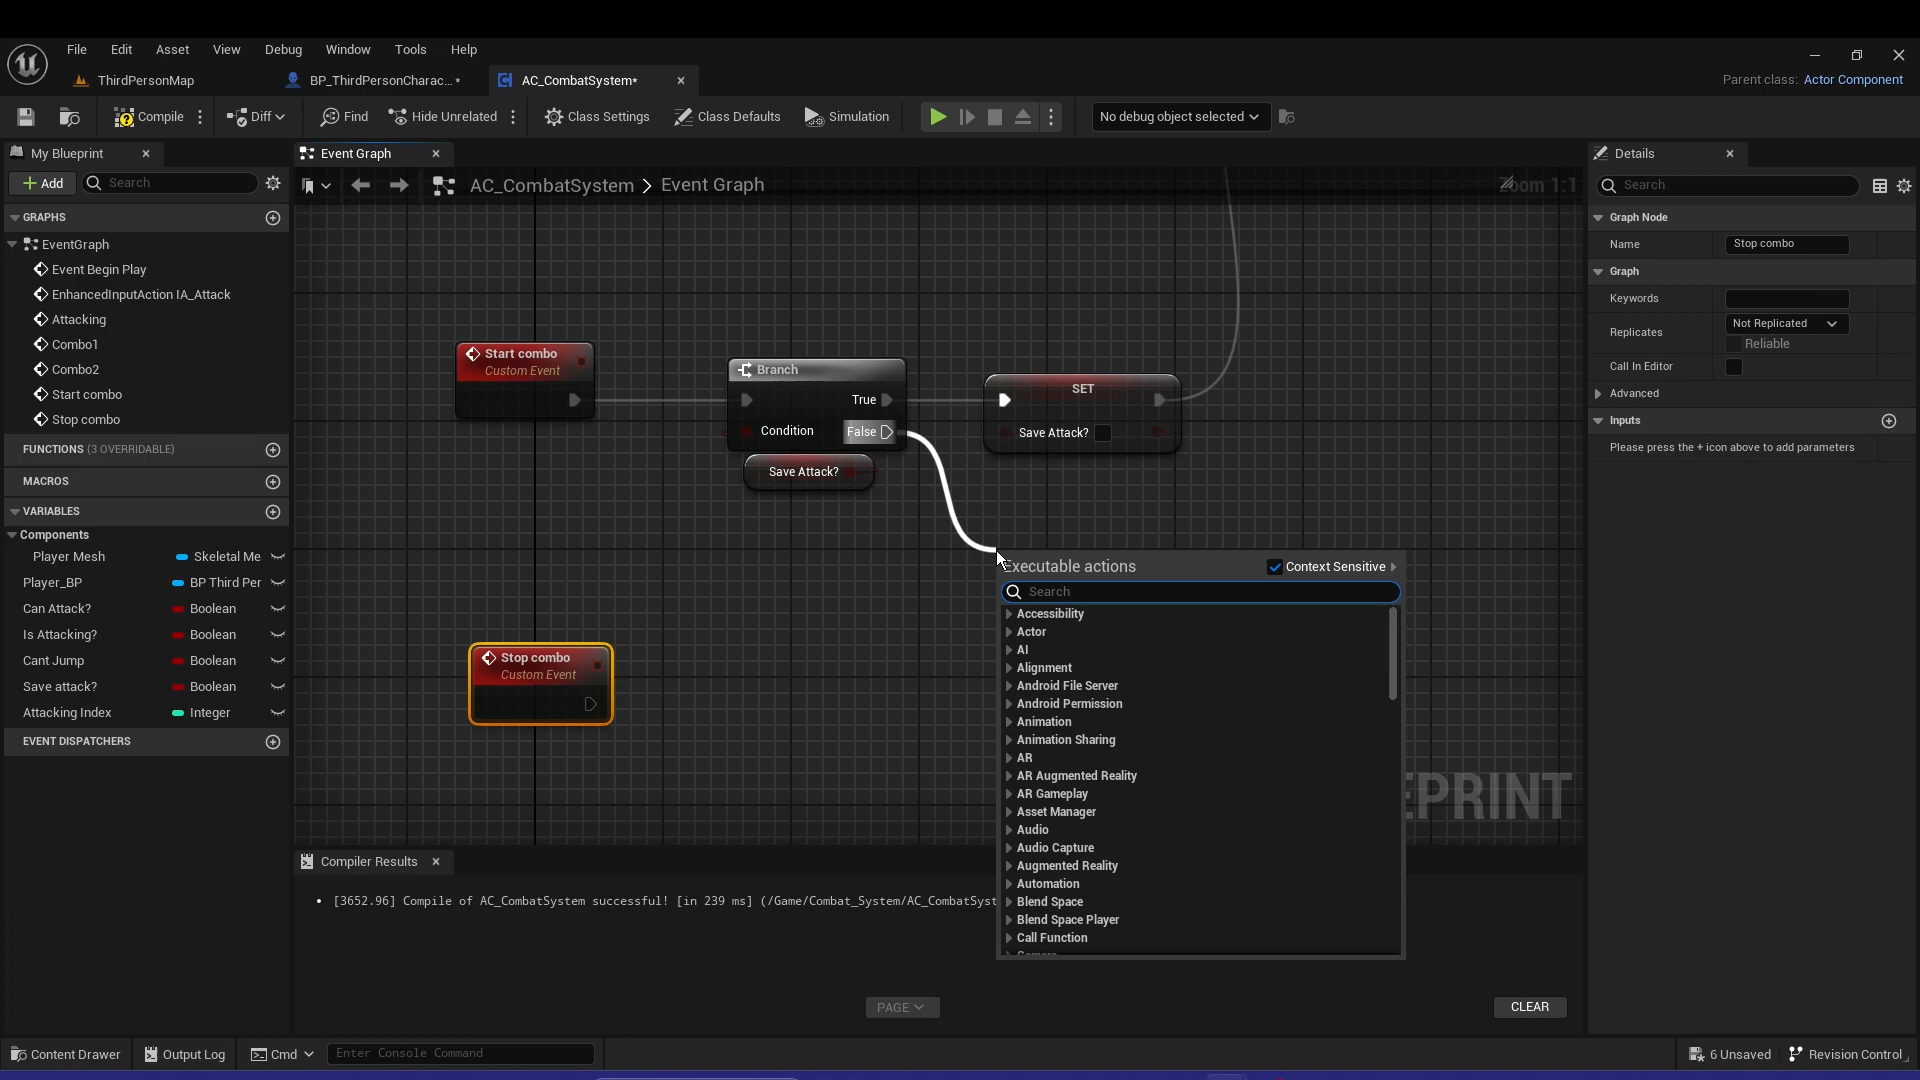 File Edit Asset View Debug Window Tools Help
ThirdPersonMap BP_ThirdPersonCharac...* AC_CombatSystem*
Parent class: Actor Component
Compile Diff Find Hide Unrelated Class Settings Class Defaults Simulation No debug object selected
My Blueprint Event Graph Details
Add Search AC_CombatSystem > Event Graph Zoom 1:1 Search
GRAPHS
EventGraph
Event Begin Play
EnhancedInputAction IA_Attack
Attacking
Combo1
Combo2
Start combo
Stop combo
FUNCTIONS (3 OVERRIDABLE)
MACROS
VARIABLES
Components
Player Mesh Skeletal Me
Player_BP BP Third Per
Can Attack? Boolean
Is Attacking? Boolean
Cant Jump Boolean
Save attack? Boolean
Attacking Index Integer
EVENT DISPATCHERS
Start combo
Custom Event
Branch
True
Condition False
Save Attack?
SET
Save Attack?
Stop combo
Custom Event
Executable actions Context Sensitive
Search
Accessibility
Actor
AI
Alignment
Android File Server
Android Permission
Animation
Animation Sharing
AR
AR Augmented Reality
AR Gameplay
Asset Manager
Audio
Audio Capture
Augmented Reality
Automation
Blend Space
Blend Space Player
Call Function
EPRINT
Graph Node
Name Stop combo
Graph
Keywords
Replicates Not Replicated
Reliable
Call In Editor
Advanced
Inputs
Please press the + icon above to add parameters
Compiler Results
[3652.96] Compile of AC_CombatSystem successful! [in 239 ms] (/Game/Combat_System/AC_CombatSyst
PAGE CLEAR
Content Drawer Output Log Cmd Enter Console Command 6 Unsaved Revision Control